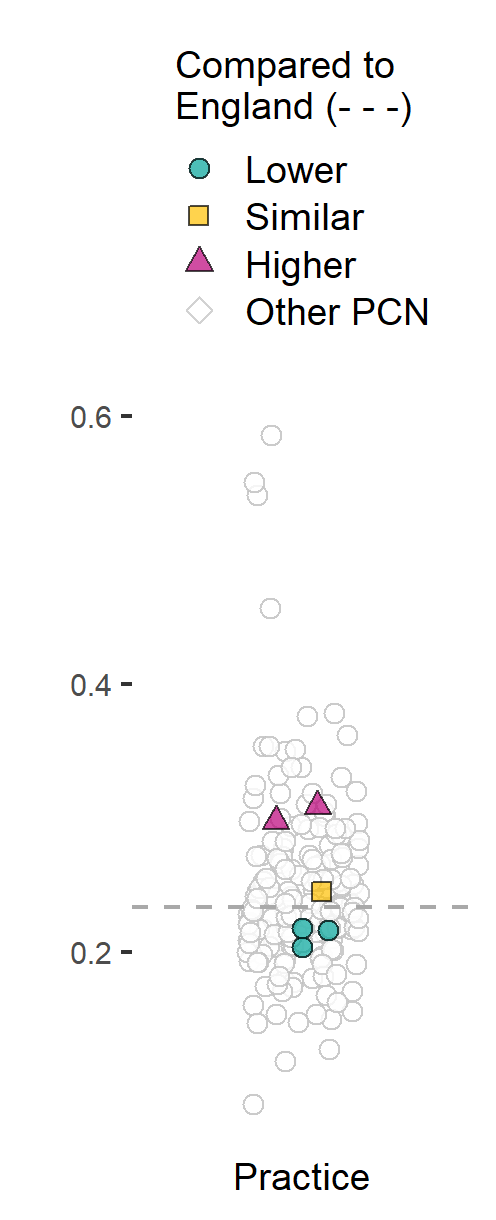 Compared to
England (- - -)
Lower
Similar
Higher
Other PCN
0.6
0.4
0.2
Practice